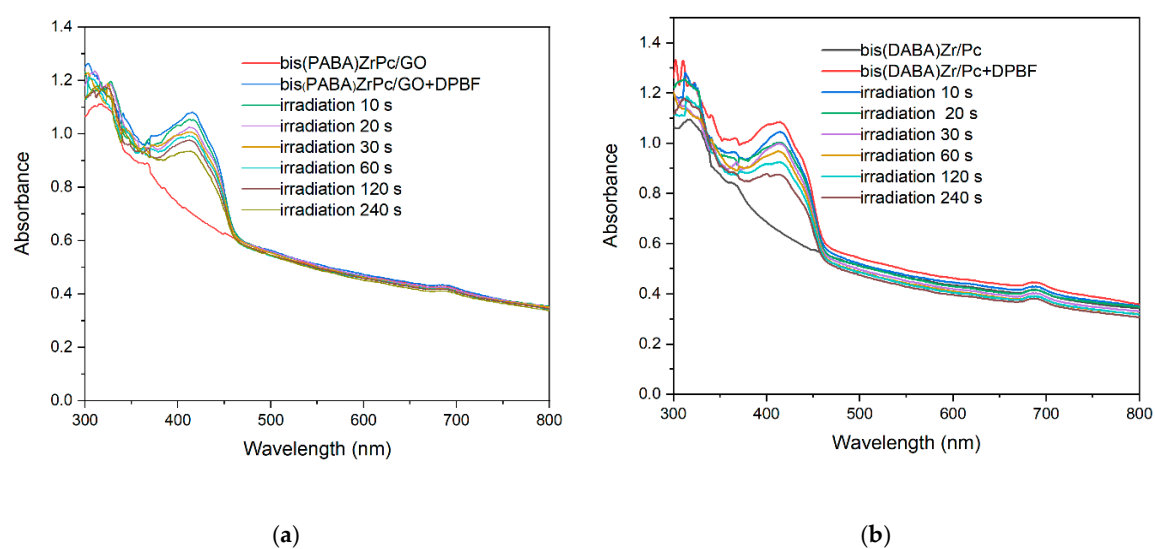 1.4
1.2
1.0
0.8
0.6
0.4
0.2
0.0
Absorbance
bis(PABA)ZrPc/GO
bis(PABA)ZrPc/GO+DPBF
irradiation 10 s
irradiation 20 s
irradiation 30 s
irradiation 60 s
irradiation 120 s
irradiation 240 s
300 400 500 600 700 800
Wavelength (nm)
(a)
1.4
1.2
1.0
0.8
0.6
0.4
0.2
0.0
Absorbance
bis(DABA)Zr/Pc
bis(DABA)Zr/Pc+DPBF
irradiation 10 s
irradiation 20 s
irradiation 30 s
irradiation 60 s
irradiation 120 s
irradiation 240 s
300 400 500 600 700 800
Wavelength (nm)
(b)